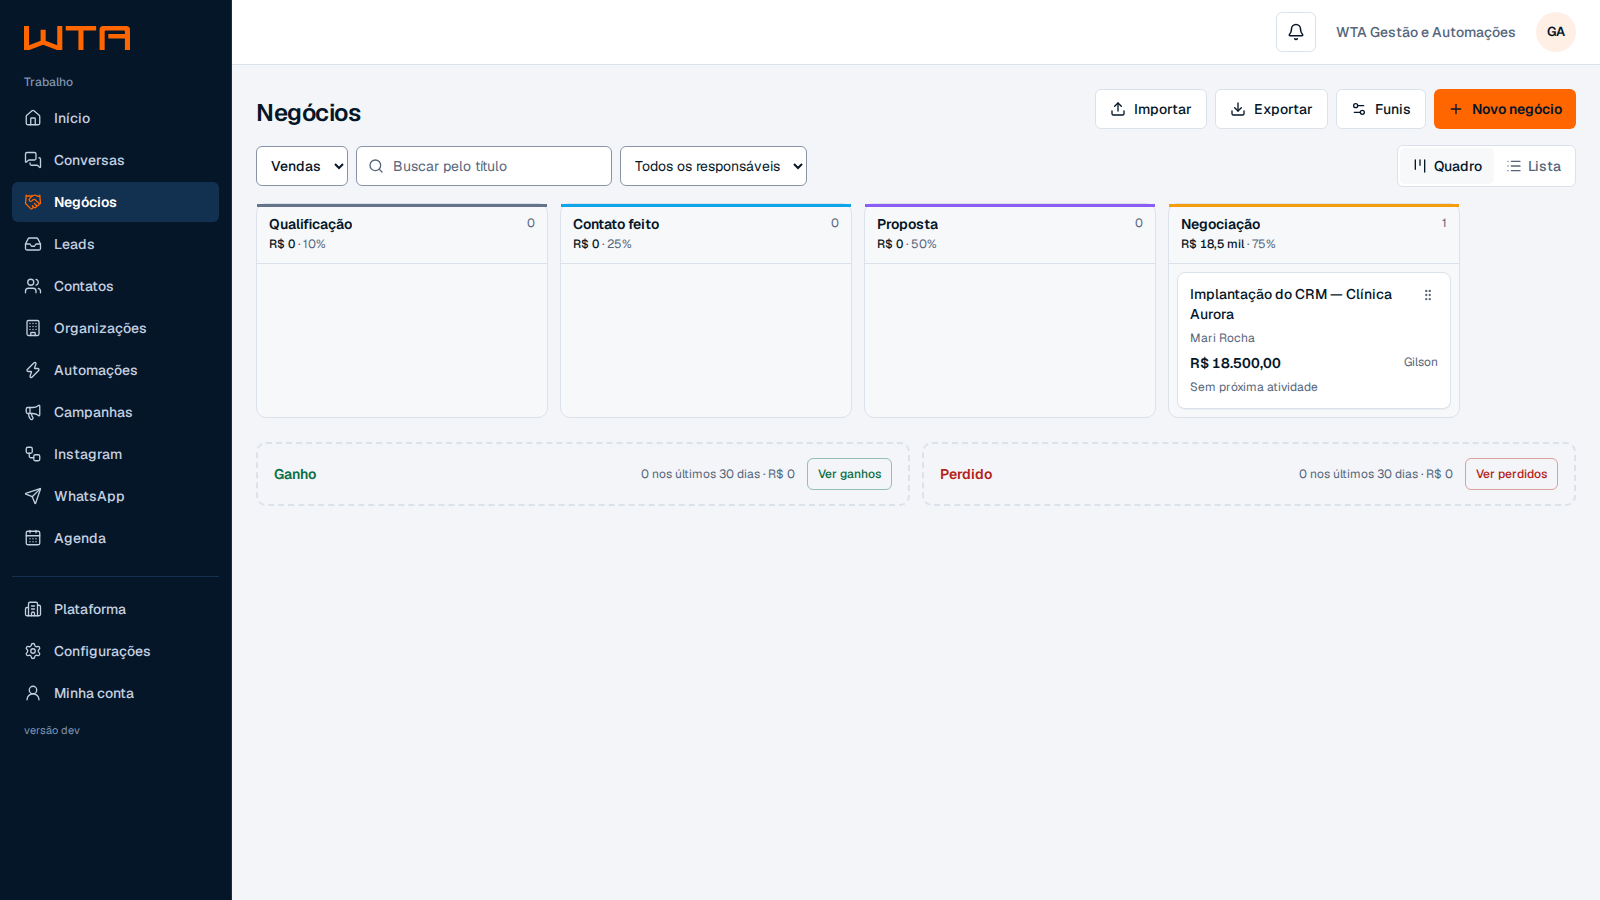 WTA
Trabalho
Início
Conversas
Negócios
Leads
Contatos
Organizações
Automações
Campanhas
Instagram
WhatsApp
Agenda
Plataforma
Configurações
Minha conta
versão dev
WTA Gestão e Automações
GA
Negócios
Importar
Exportar
Funis
Novo negócio
Vendas
Buscar pelo título
Todos os responsáveis
Quadro
Lista
Qualificação 0
R$ 0 · 10%
Contato feito 0
R$ 0 · 25%
Proposta 0
R$ 0 · 50%
Negociação 1
R$ 18,5 mil · 75%
Implantação do CRM — Clínica
Aurora
Mari Rocha
R$ 18.500,00 Gilson
Sem próxima atividade
Ganho 0 nos últimos 30 dias · R$ 0 Ver ganhos
Perdido 0 nos últimos 30 dias · R$ 0 Ver perdidos